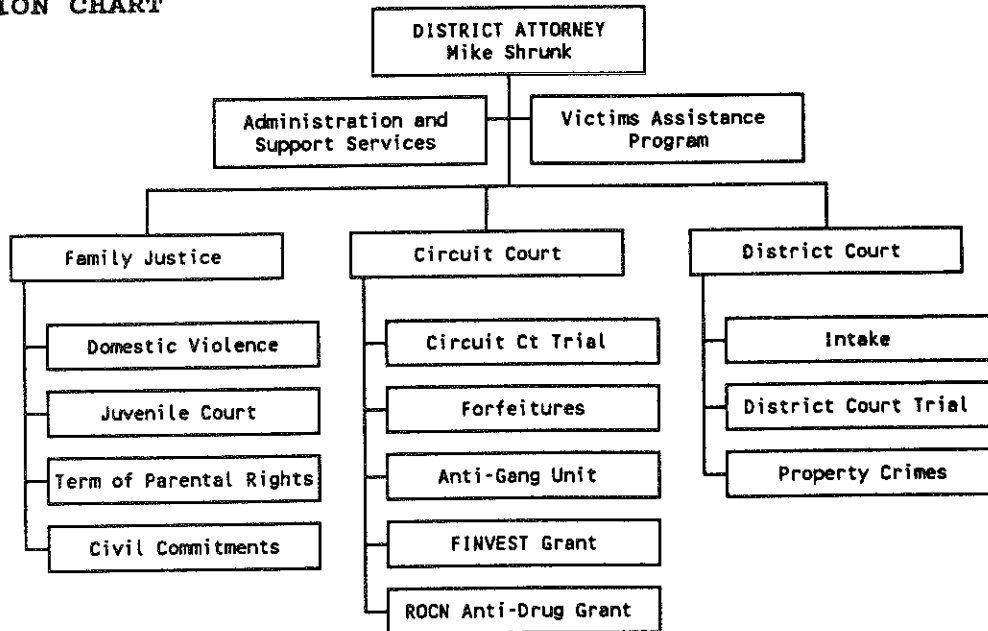 ION CHART
DISTRICT ATTORNEY
Mike Shrunk
Administration and
Support Services
Victims Assistance
Program
Family Justice
Circuit Court
District Court
Domestic Violence
Juvenile Court
Term of Parental Rights
Civil Commitments
Circuit Ct Trial
Forfeitures
Anti-Gang Unit
FINVEST Grant
ROCN Anti-Drug Grant
Intake
District Court Trial
Property Crimes